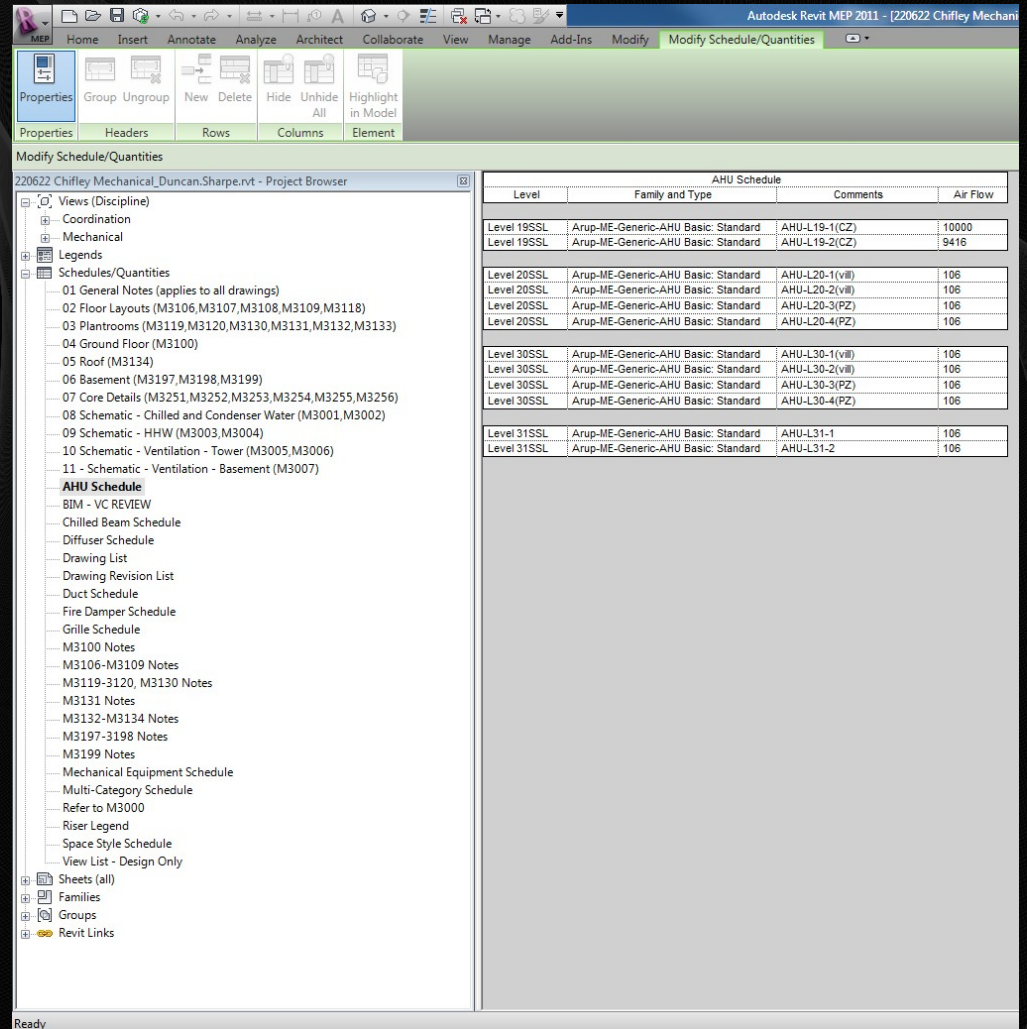 Autodesk Revit MEP 2011 - [220622 Chifley Mechani
MEP Home Insert Annotate Analyze Architect Collaborate View Manage Add-Ins Modify Modify Schedule/Quantities
Properties Group Ungroup New Delete Hide Unhide All Highlight in Model
Properties Headers Rows Columns Element
Modify Schedule/Quantities
220622 Chifley Mechanical_Duncan.Sharpe.rvt - Project Browser
Views (Discipline)
Coordination
Mechanical
Legends
Schedules/Quantities
01 General Notes (applies to all drawings)
02 Floor Layouts (M3106,M3107,M3108,M3109,M3118)
03 Plantrooms (M3119,M3120,M3130,M3131,M3132,M3133)
04 Ground Floor (M3100)
05 Roof (M3134)
06 Basement (M3197,M3198,M3199)
07 Core Details (M3251,M3252,M3253,M3254,M3255,M3256)
08 Schematic - Chilled and Condenser Water (M3001,M3002)
09 Schematic - HHW (M3003,M3004)
10 Schematic - Ventilation - Tower (M3005,M3006)
11 - Schematic - Ventilation - Basement (M3007)
AHU Schedule
BIM - VC REVIEW
Chilled Beam Schedule
Diffuser Schedule
Drawing List
Drawing Revision List
Duct Schedule
Fire Damper Schedule
Grille Schedule
M3100 Notes
M3106-M3109 Notes
M3119-3120, M3130 Notes
M3131 Notes
M3132-M3134 Notes
M3197-3198 Notes
M3199 Notes
Mechanical Equipment Schedule
Multi-Category Schedule
Refer to M3000
Riser Legend
Space Style Schedule
View List - Design Only
Sheets (all)
Families
Groups
Revit Links
AHU Schedule
Level Family and Type Comments Air Flow
Level 19SSL Arup-ME-Generic-AHU Basic: Standard AHU-L19-1(CZ) 10000
Level 19SSL Arup-ME-Generic-AHU Basic: Standard AHU-L19-2(CZ) 9416
Level 20SSL Arup-ME-Generic-AHU Basic: Standard AHU-L20-1(vill) 106
Level 20SSL Arup-ME-Generic-AHU Basic: Standard AHU-L20-2(vill) 106
Level 20SSL Arup-ME-Generic-AHU Basic: Standard AHU-L20-3(PZ) 106
Level 20SSL Arup-ME-Generic-AHU Basic: Standard AHU-L20-4(PZ) 106
Level 30SSL Arup-ME-Generic-AHU Basic: Standard AHU-L30-1(vill) 106
Level 30SSL Arup-ME-Generic-AHU Basic: Standard AHU-L30-2(vill) 106
Level 30SSL Arup-ME-Generic-AHU Basic: Standard AHU-L30-3(PZ) 106
Level 30SSL Arup-ME-Generic-AHU Basic: Standard AHU-L30-4(PZ) 106
Level 31SSL Arup-ME-Generic-AHU Basic: Standard AHU-L31-1 106
Level 31SSL Arup-ME-Generic-AHU Basic: Standard AHU-L31-2 106
Ready